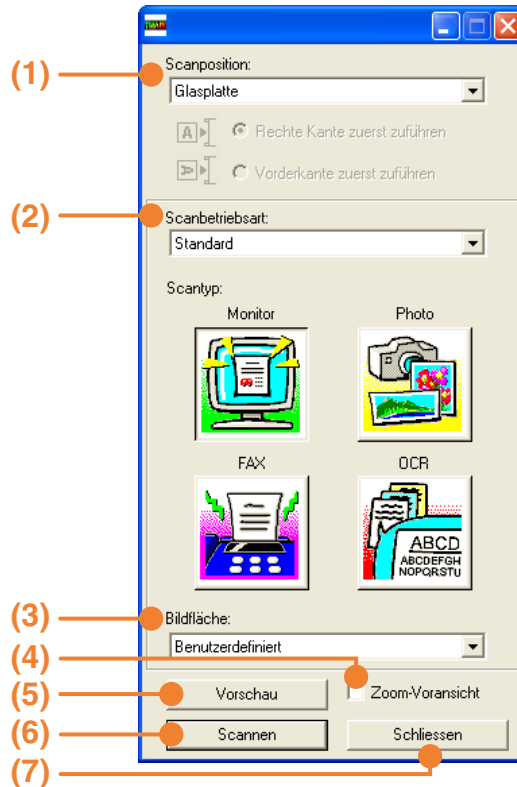 TWAIN
(1)
Scanposition:
Glasplatte
A
Rechte Kante zuerst zuführen
A
Vorderkante zuerst zuführen
(2)
Scanbetriebsart:
Standard
Scantyp:
Monitor
Photo
FAX
OCR
ABCD
ABCDEFGH
NOPQRSTU
(3)
Bildfläche:
Benutzerdefiniert
(4)
Zoom-Voransicht
(5)
Vorschau
(6)
Scannen
Schliessen
(7)